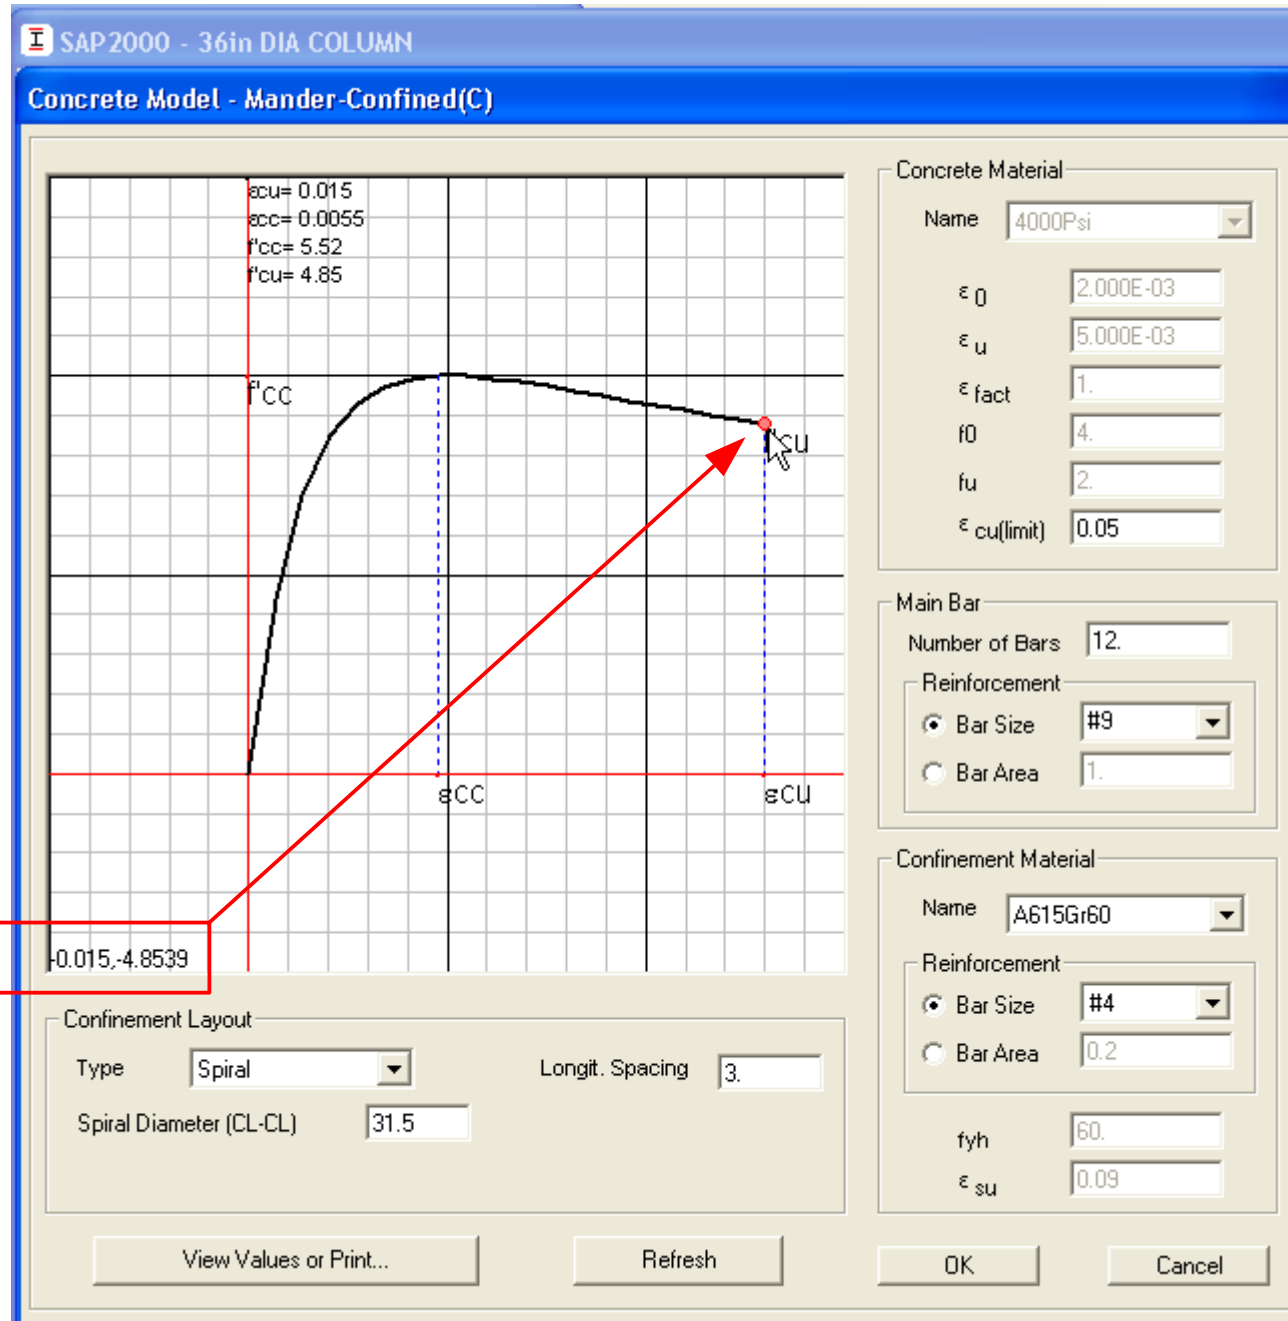 SAP2000 - 36in DIA COLUMN
Concrete Model - Mander-Confined(C)
εcu= 0.015
εcc= 0.0055
f'cc= 5.52
f'cu= 4.85
f'cc
cu
εcc
εcu
-0.015,-4.8539
Confinement Layout
Type Spiral Longit. Spacing 3.
Spiral Diameter (CL-CL) 31.5
View Values or Print... Refresh
Concrete Material
Name 4000Psi
ε 0 2.000E-03
ε u 5.000E-03
ε fact 1.
f0 4.
fu 2.
ε cu(limit) 0.05
Main Bar
Number of Bars 12.
Reinforcement
Bar Size #9
Bar Area 1.
Confinement Material
Name A615Gr60
Reinforcement
Bar Size #4
Bar Area 0.2
fyh 60.
ε su 0.09
OK Cancel